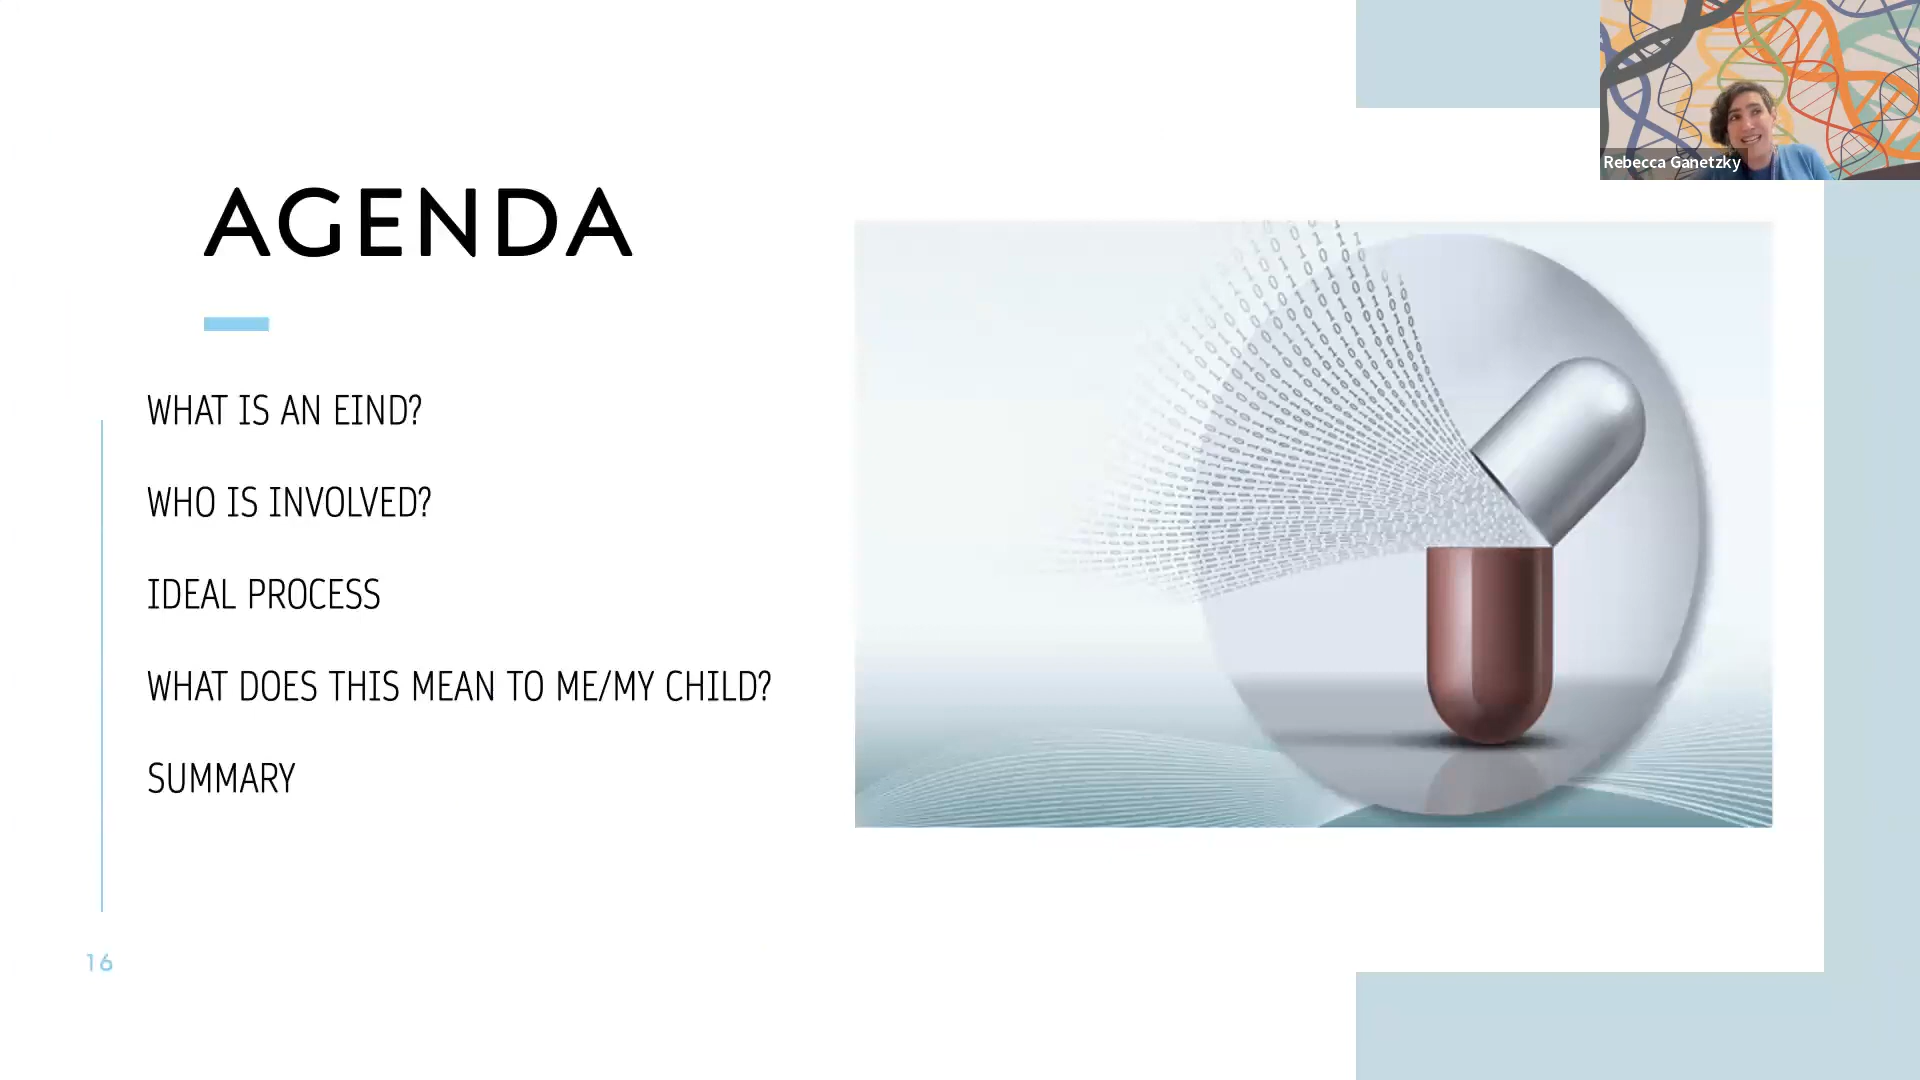 Rebecca Ganetzky
AGENDA
WHAT IS AN EIND?
WHO IS INVOLVED?
IDEAL PROCESS
WHAT DOES THIS MEAN TO ME/MY CHILD?
SUMMARY
16